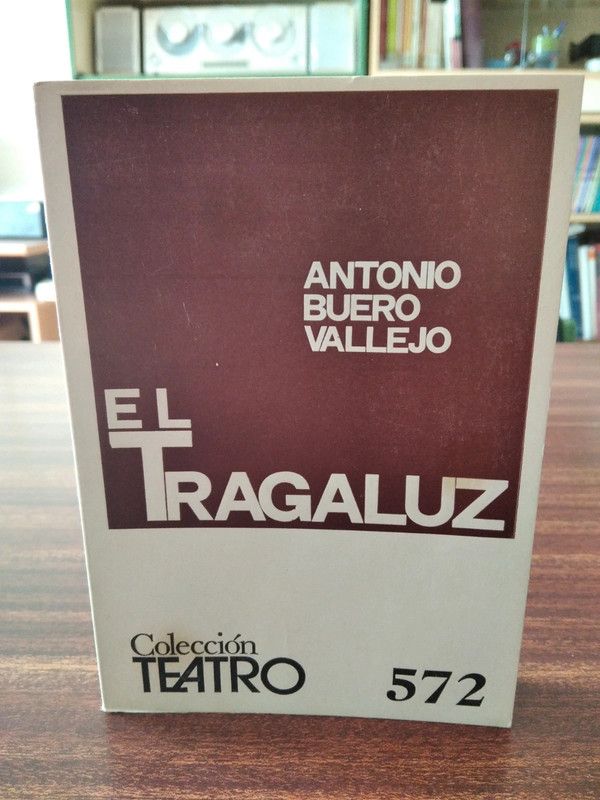 ANTONIO
BUERO
VALLEJO
EL
TRAGALUZ
Colección
TEATRO
572